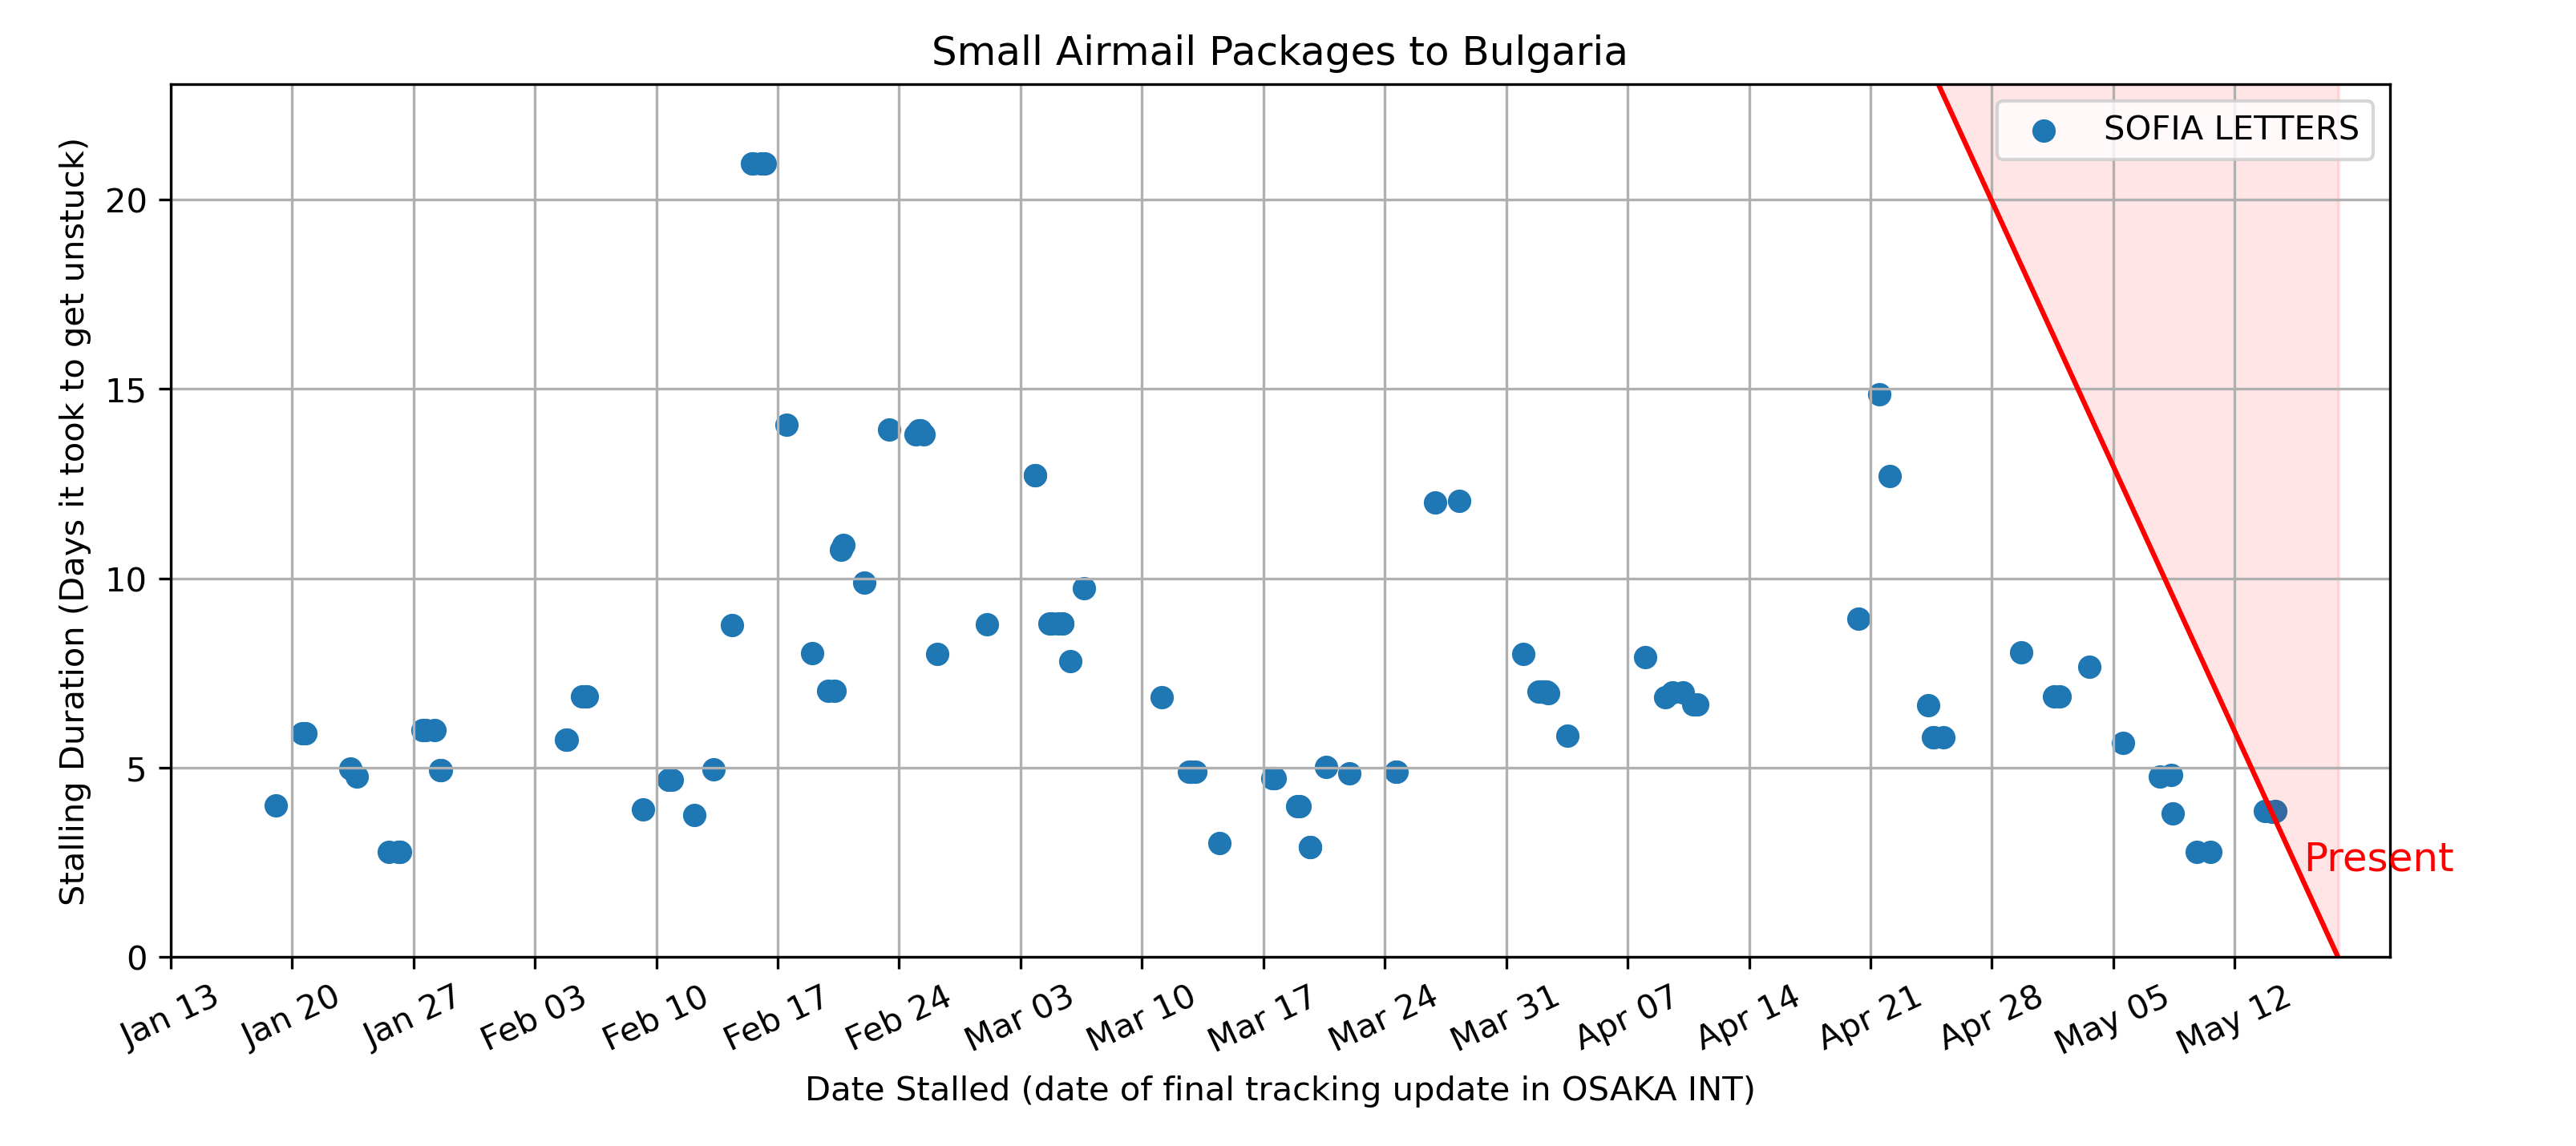 Small Airmail Packages to Bulgaria
SOFIA LETTERS
Stalling Duration (Days it took to get unstuck)
20
15
10
5
0
Present
Jan 13
Jan 20
Jan 27
Feb 03
Feb 10
Feb 17
Feb 24
Mar 03
Mar 10
Mar 17
Mar 24
Mar 31
Apr 07
Apr 14
Apr 21
Apr 28
May 05
May 12
Date Stalled (date of final tracking update in OSAKA INT)